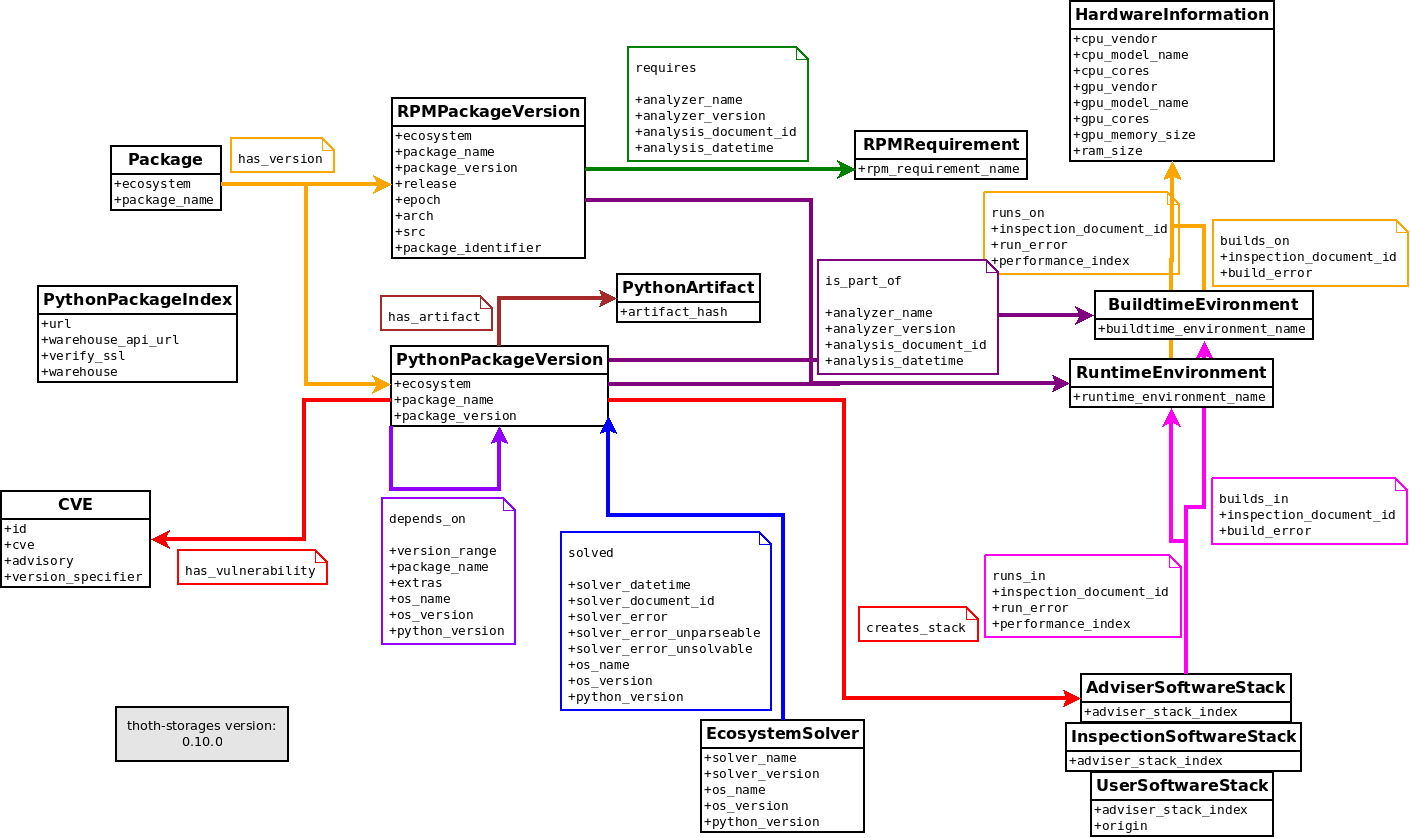 HardwareInformation
+cpu_vendor
+cpu_model_name
+cpu_cores
+gpu_vendor
+gpu_model_name
+gpu_cores
+gpu_memory_size
+ram_size
requires
+analyzer_name
+analyzer_version
+analysis_document_id
+analysis_datetime
RPMPackageVersion
+ecosystem
+package_name
+package_version
+release
+epoch
+arch
+src
+package_identifier
RPMRequirement
+rpm_requirement_name
Package
+ecosystem
+package_name
has_version
runs_on
+inspection_document_id
+run_error
+performance_index
builds_on
+inspection_document_id
+build_error
is_part_of
+analyzer_name
+analyzer_version
+analysis_document_id
+analysis_datetime
PythonArtifact
+artifact_hash
PythonPackageIndex
+url
+warehouse_api_url
+verify_ssl
+warehouse
has_artifact
BuildtimeEvironment
+buildtime_environment_name
PythonPackageVersion
+ecosystem
+package_name
+package_version
RuntimeEnvironment
+runtime_environment_name
CVE
+id
+cve
+advisory
+version_specifier
has_vulnerability
depends_on
+version_range
+package_name
+extras
+os_name
+os_version
+python_version
solved
+solver_datetime
+solver_document_id
+solver_error
+solver_error_unparseable
+solver_error_unsolvable
+os_name
+os_version
+python_version
builds_in
+inspection_document_id
+build_error
runs_in
+inspection_document_id
+run_error
+performance_index
creates_stack
AdviserSoftwareStack
+adviser_stack_index
InspectionSoftwareStack
+adviser_stack_index
UserSoftwareStack
+adviser_stack_index
+origin
EcosystemSolver
+solver_name
+solver_version
+os_name
+os_version
+python_version
thoth-storages version:
0.10.0